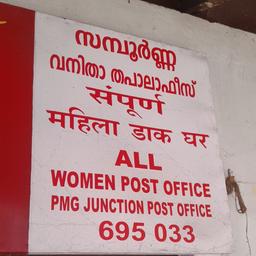 സമ്പൂർണ്ണ
വനിതാ തപാലാഫീസ്
संपूर्ण
महिला डाक घर
ALL
WOMEN POST OFFICE
PMG JUNCTION POST OFFICE
695 033